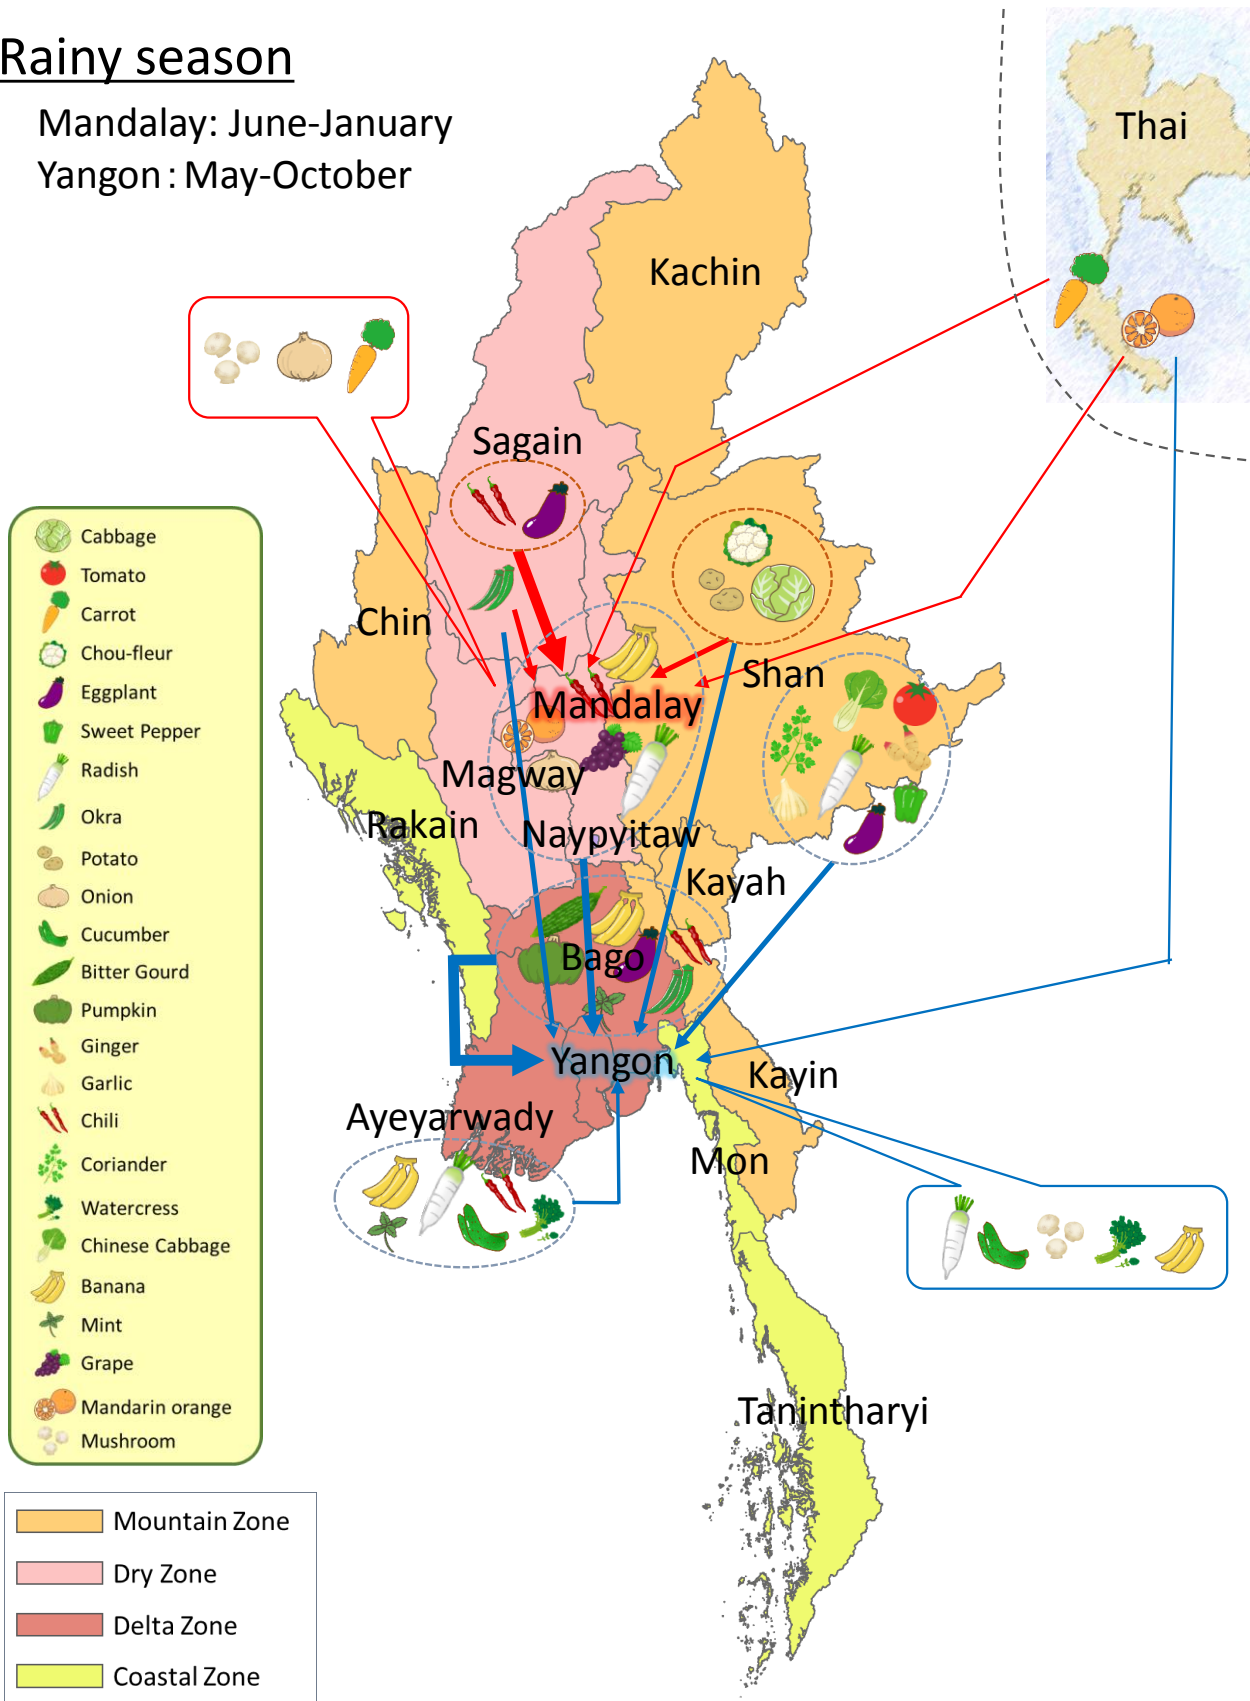 Rainy season
Mandalay: June-January
Yangon : May-October
Thai
Kachin
Sagain
Chin
Shan
Mandalay
Magway
Rakain
Naypyitaw
Kayah
Bago
Yangon
Kayin
Ayeyarwady
Mon
Tanintharyi
Cabbage
Tomato
Carrot
Chou-fleur
Eggplant
Sweet Pepper
Radish
Okra
Potato
Onion
Cucumber
Bitter Gourd
Pumpkin
Ginger
Garlic
Chili
Coriander
Watercress
Chinese Cabbage
Banana
Mint
Grape
Mandarin orange
Mushroom
Mountain Zone
Dry Zone
Delta Zone
Coastal Zone